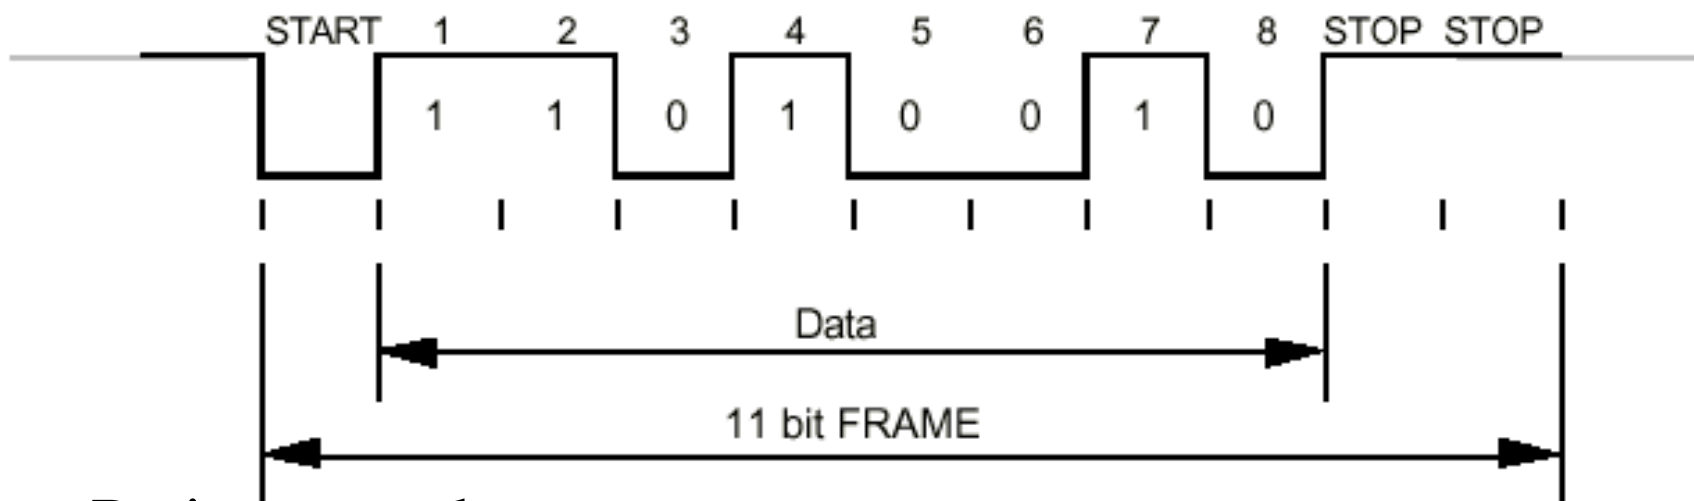 START 1 2 3 4 5 6 7 8 STOP STOP
1 1 0 1 0 0 1 0
Data
11 bit FRAME